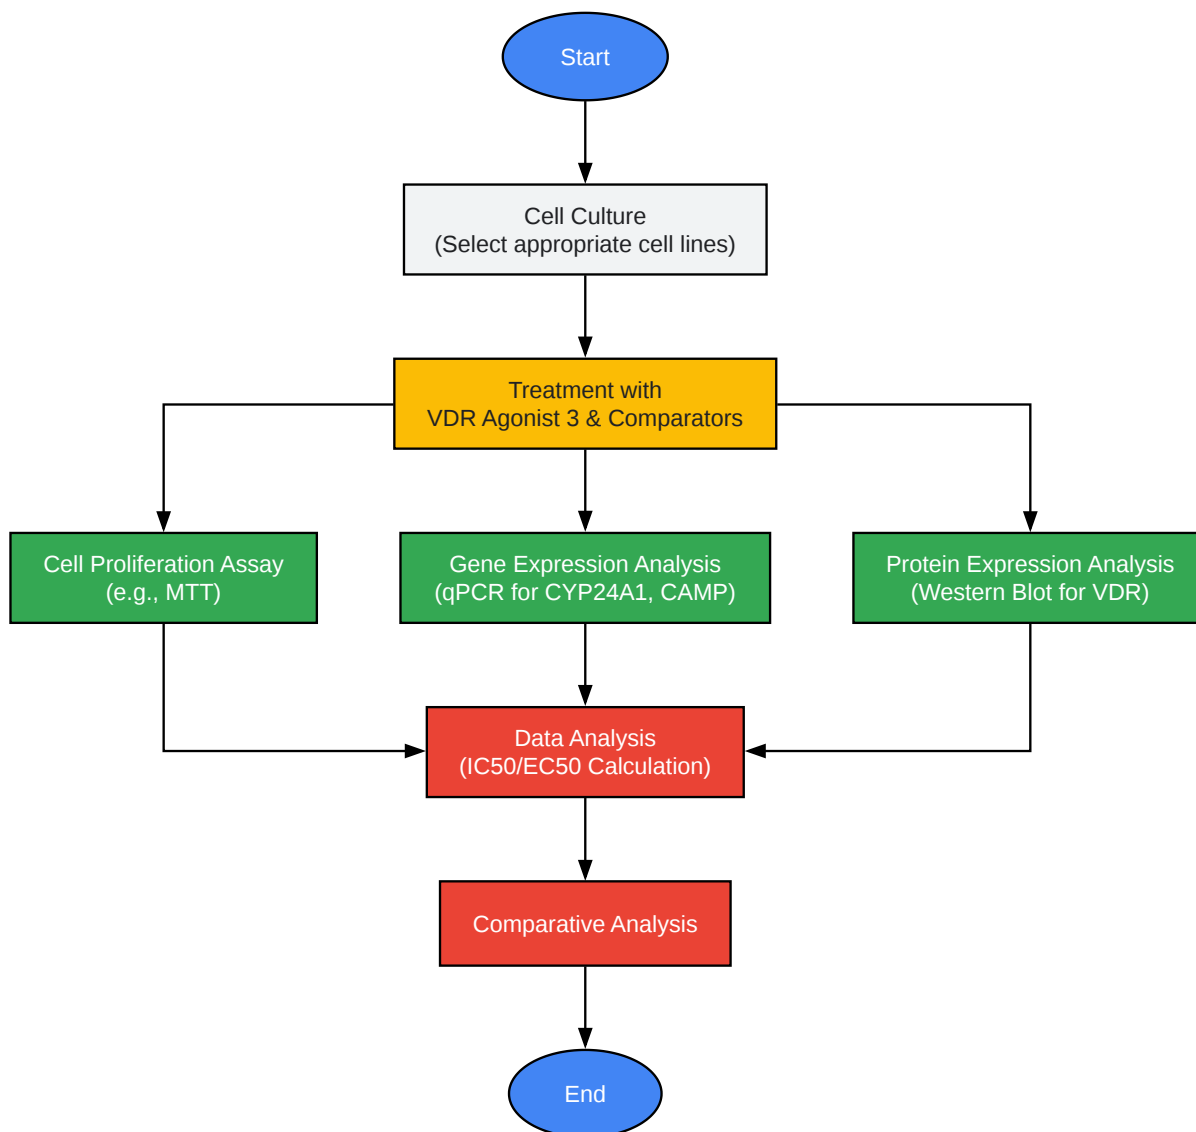 Start
Cell Culture
(Select appropriate cell lines)
Treatment with
VDR Agonist 3 & Comparators
Cell Proliferation Assay
(e.g., MTT)
Gene Expression Analysis
(qPCR for CYP24A1, CAMP)
Protein Expression Analysis
(Western Blot for VDR)
Data Analysis
(IC50/EC50 Calculation)
Comparative Analysis
End